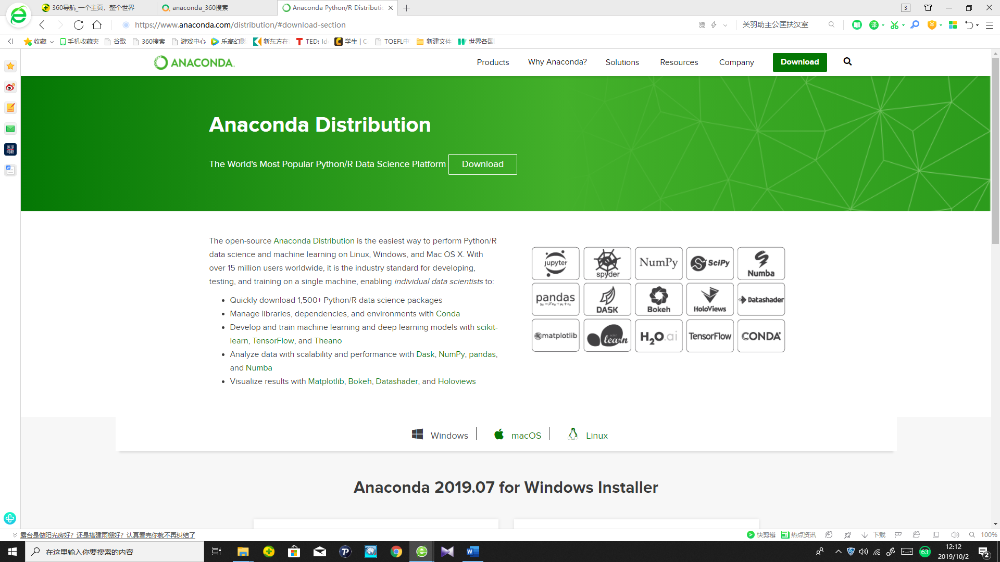 360导航_一个主页，整个世界
anaconda_360搜索
Anaconda Python/R Distributi
3
https://www.anaconda.com/distribution/#download-section
关羽助主公匡扶汉室
译
收藏
手机收藏夹
谷歌
360搜索
游戏中心
乐高幻影
新东方在
TED: Id
学生 | C
TOEFL中
新建文件
世界各国
ANACONDA.
Products
Why Anaconda?
Solutions
Resources
Company
Download
Anaconda Distribution
The World's Most Popular Python/R Data Science Platform
Download
The open-source Anaconda Distribution is the easiest way to perform Python/R
data science and machine learning on Linux, Windows, and Mac OS X. With
over 15 million users worldwide, it is the industry standard for developing,
testing, and training on a single machine, enabling individual data scientists to:
Quickly download 1,500+ Python/R data science packages
Manage libraries, dependencies, and environments with Conda
Develop and train machine learning and deep learning models with scikit-
learn, TensorFlow, and Theano
Analyze data with scalability and performance with Dask, NumPy, pandas,
and Numba
Visualize results with Matplotlib, Bokeh, Datashader, and Holoviews
jupyter
spyder
NumPy
SciPy
Numba
pandas
DASK
Bokeh
HoloViews
Datashader
matplotlib
learn
H2O.ai
TensorFlow
CONDA
Windows
macOS
Linux
Anaconda 2019.07 for Windows Installer
露台是做阳光房好？还是搭建雨棚好？认真看完你就不再纠结了
快剪辑
热点资讯
下载
100%
在这里输入你要搜索的内容
63
12:12
2019/10/2
2